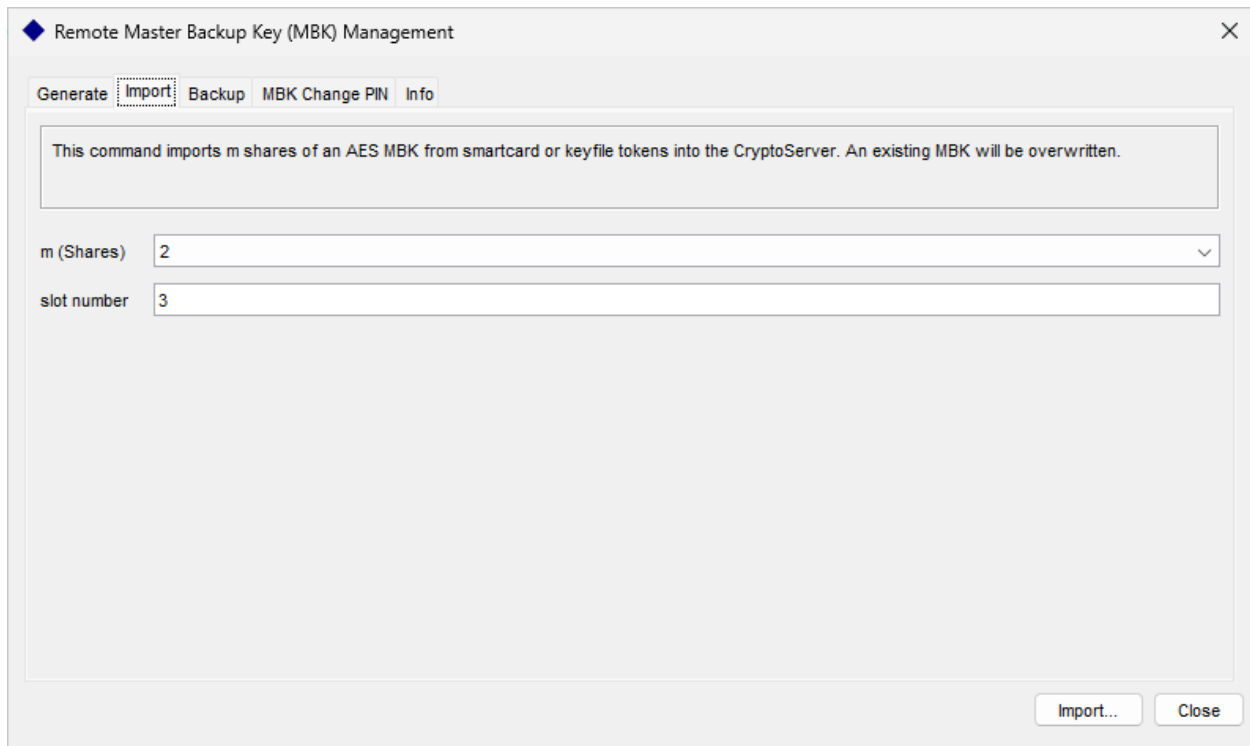 Remote Master Backup Key (MBK) Management
Generate Import Backup MBK Change PIN Info
This command imports m shares of an AES MBK from smartcard or keyfile tokens into the CryptoServer. An existing MBK will be overwritten.
m (Shares) 2
slot number 3
Import... Close